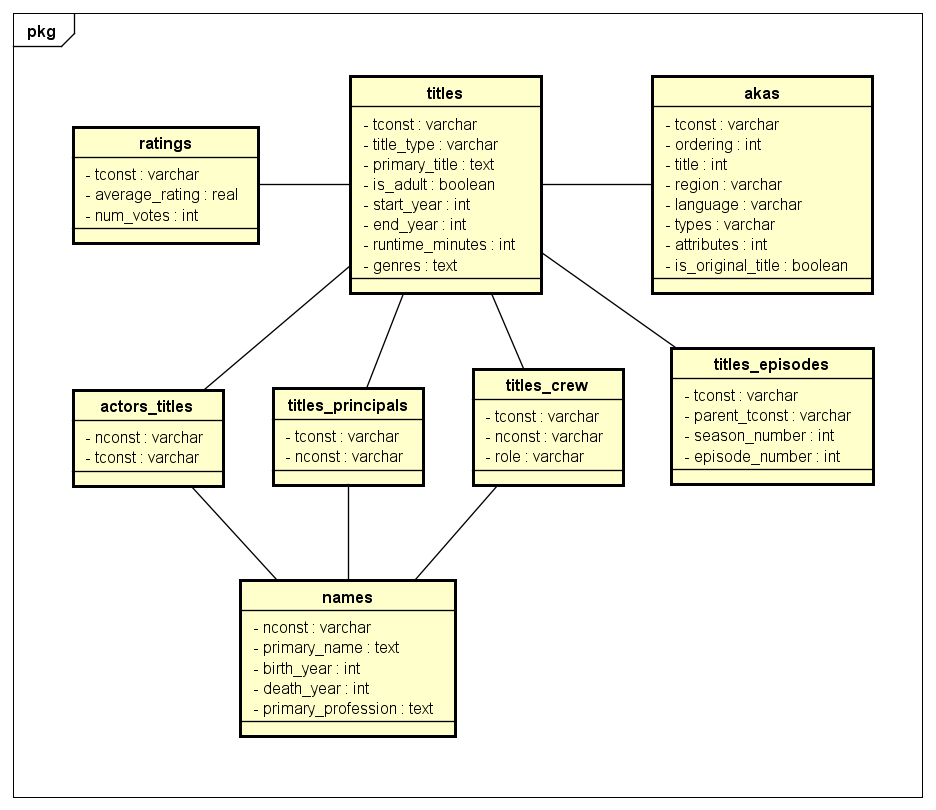 pkg
titles
- tconst : varchar
- title_type : varchar
- primary_title : text
- is_adult : boolean
- start_year : int
- end_year : int
- runtime_minutes : int
- genres : text
akas
- tconst : varchar
- ordering : int
- title : int
- region : varchar
- language : varchar
- types : varchar
- attributes : int
- is_original_title : boolean
ratings
- tconst : varchar
- average_rating : real
- num_votes : int
actors_titles
- nconst : varchar
- tconst : varchar
titles_principals
- tconst : varchar
- nconst : varchar
titles_crew
- tconst : varchar
- nconst : varchar
- role : varchar
titles_episodes
- tconst : varchar
- parent_tconst : varchar
- season_number : int
- episode_number : int
names
- nconst : varchar
- primary_name : text
- birth_year : int
- death_year : int
- primary_profession : text